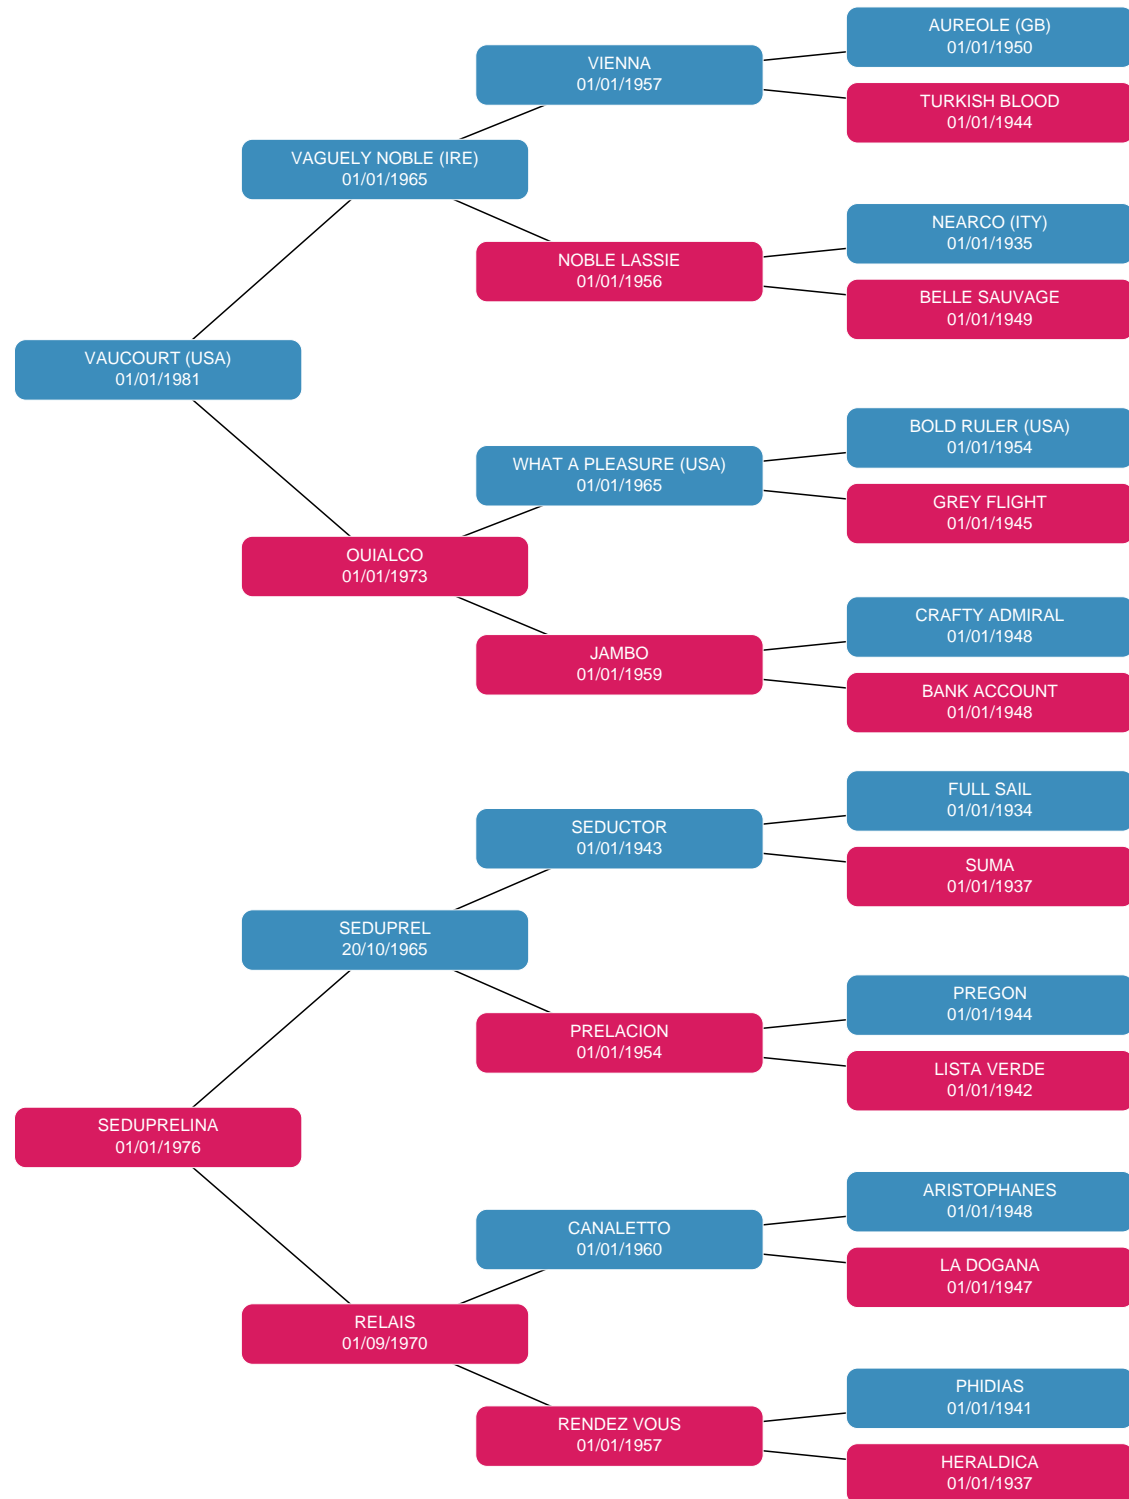 AUREOLE (GB)
01/01/1950
VIENNA
01/01/1957
TURKISH BLOOD
01/01/1944
VAGUELY NOBLE (IRE)
01/01/1965
NEARCO (ITY)
01/01/1935
NOBLE LASSIE
01/01/1956
BELLE SAUVAGE
01/01/1949
VAUCOURT (USA)
01/01/1981
BOLD RULER (USA)
01/01/1954
WHAT A PLEASURE (USA)
01/01/1965
GREY FLIGHT
01/01/1945
OUIALCO
01/01/1973
CRAFTY ADMIRAL
01/01/1948
JAMBO
01/01/1959
BANK ACCOUNT
01/01/1948
FULL SAIL
01/01/1934
SEDUCTOR
01/01/1943
SUMA
01/01/1937
SEDUPREL
20/10/1965
PREGON
01/01/1944
PRELACION
01/01/1954
LISTA VERDE
01/01/1942
SEDUPRELINA
01/01/1976
ARISTOPHANES
01/01/1948
CANALETTO
01/01/1960
LA DOGANA
01/01/1947
RELAIS
01/09/1970
PHIDIAS
01/01/1941
RENDEZ VOUS
01/01/1957
HERALDICA
01/01/1937